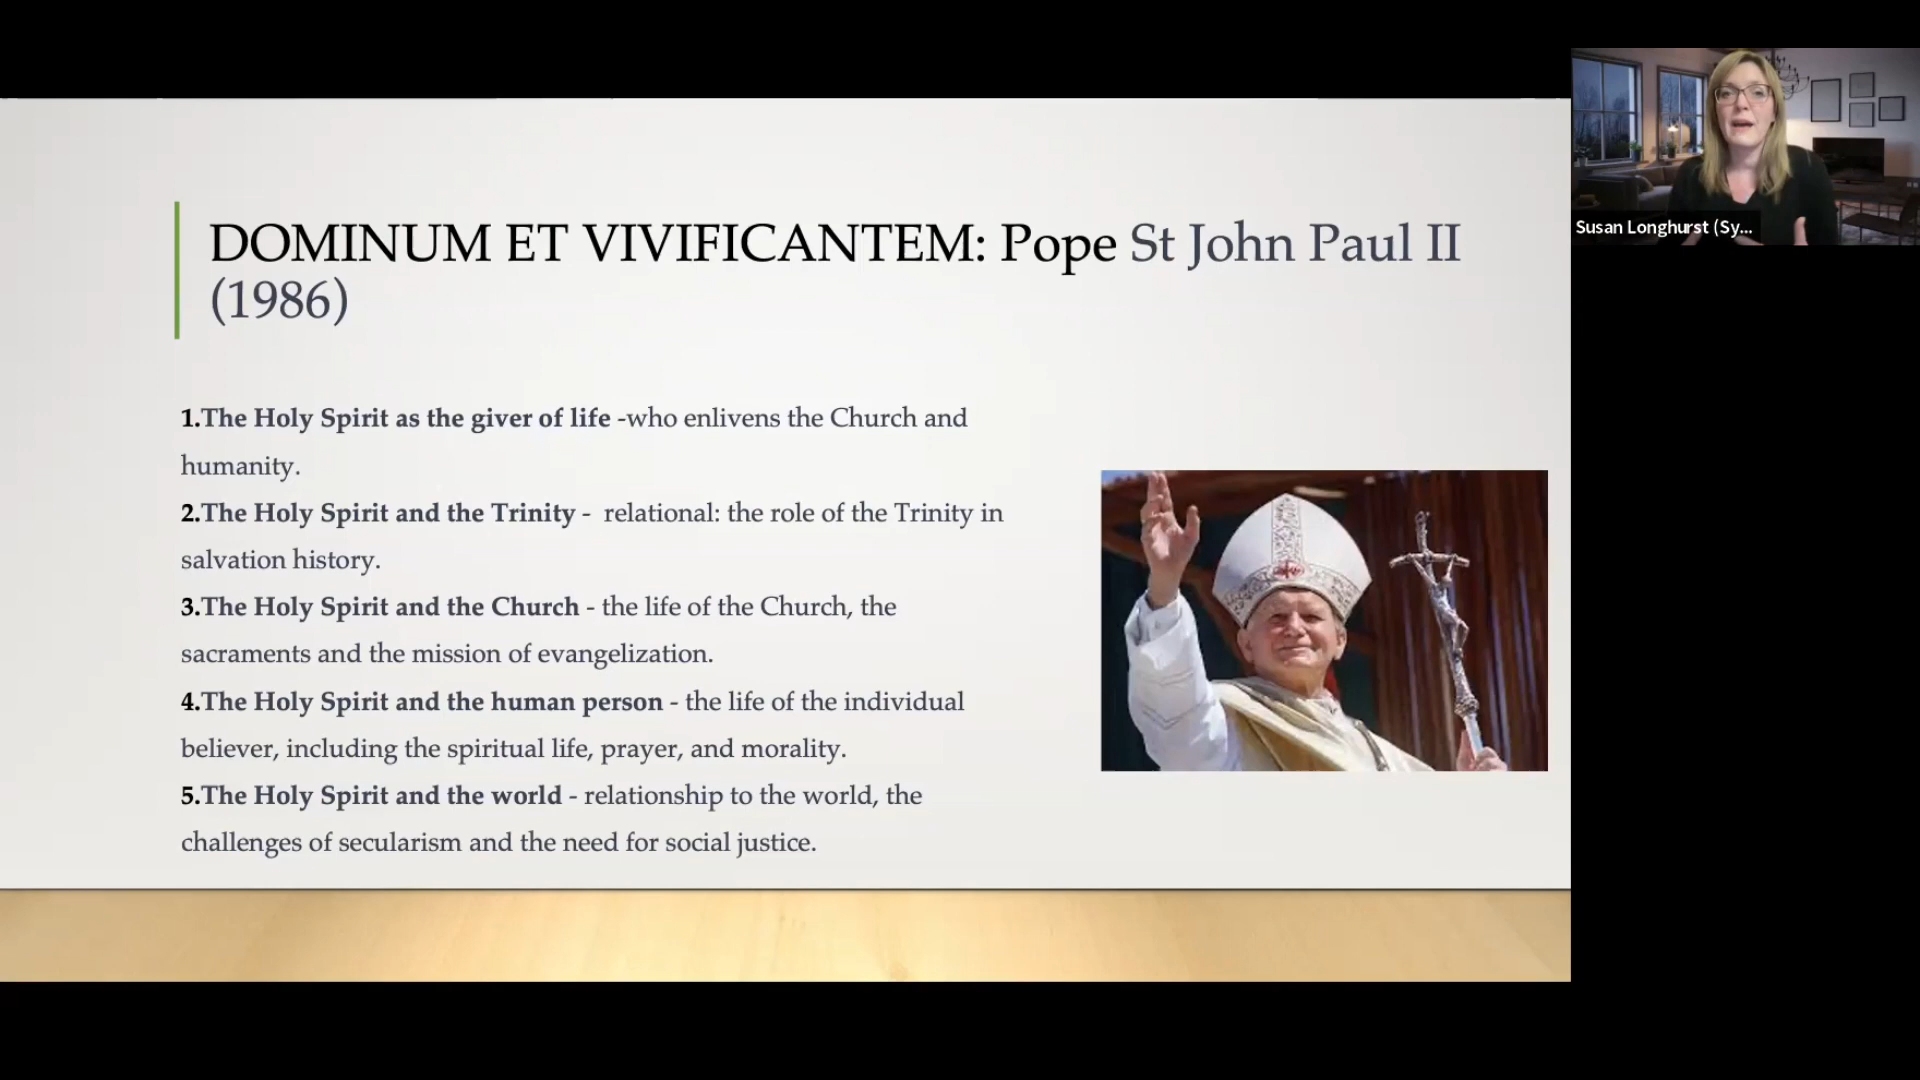 DOMINUM ET VIVIFICANTEM: Pope St John Paul II
(1986)
1.The Holy Spirit as the giver of life -who enlivens the Church and
humanity.
2.The Holy Spirit and the Trinity - relational: the role of the Trinity in
salvation history.
3.The Holy Spirit and the Church - the life of the Church, the
sacraments and the mission of evangelization.
4.The Holy Spirit and the human person - the life of the individual
believer, including the spiritual life, prayer, and morality.
5.The Holy Spirit and the world - relationship to the world, the
challenges of secularism and the need for social justice.
Susan Longhurst (Sy...